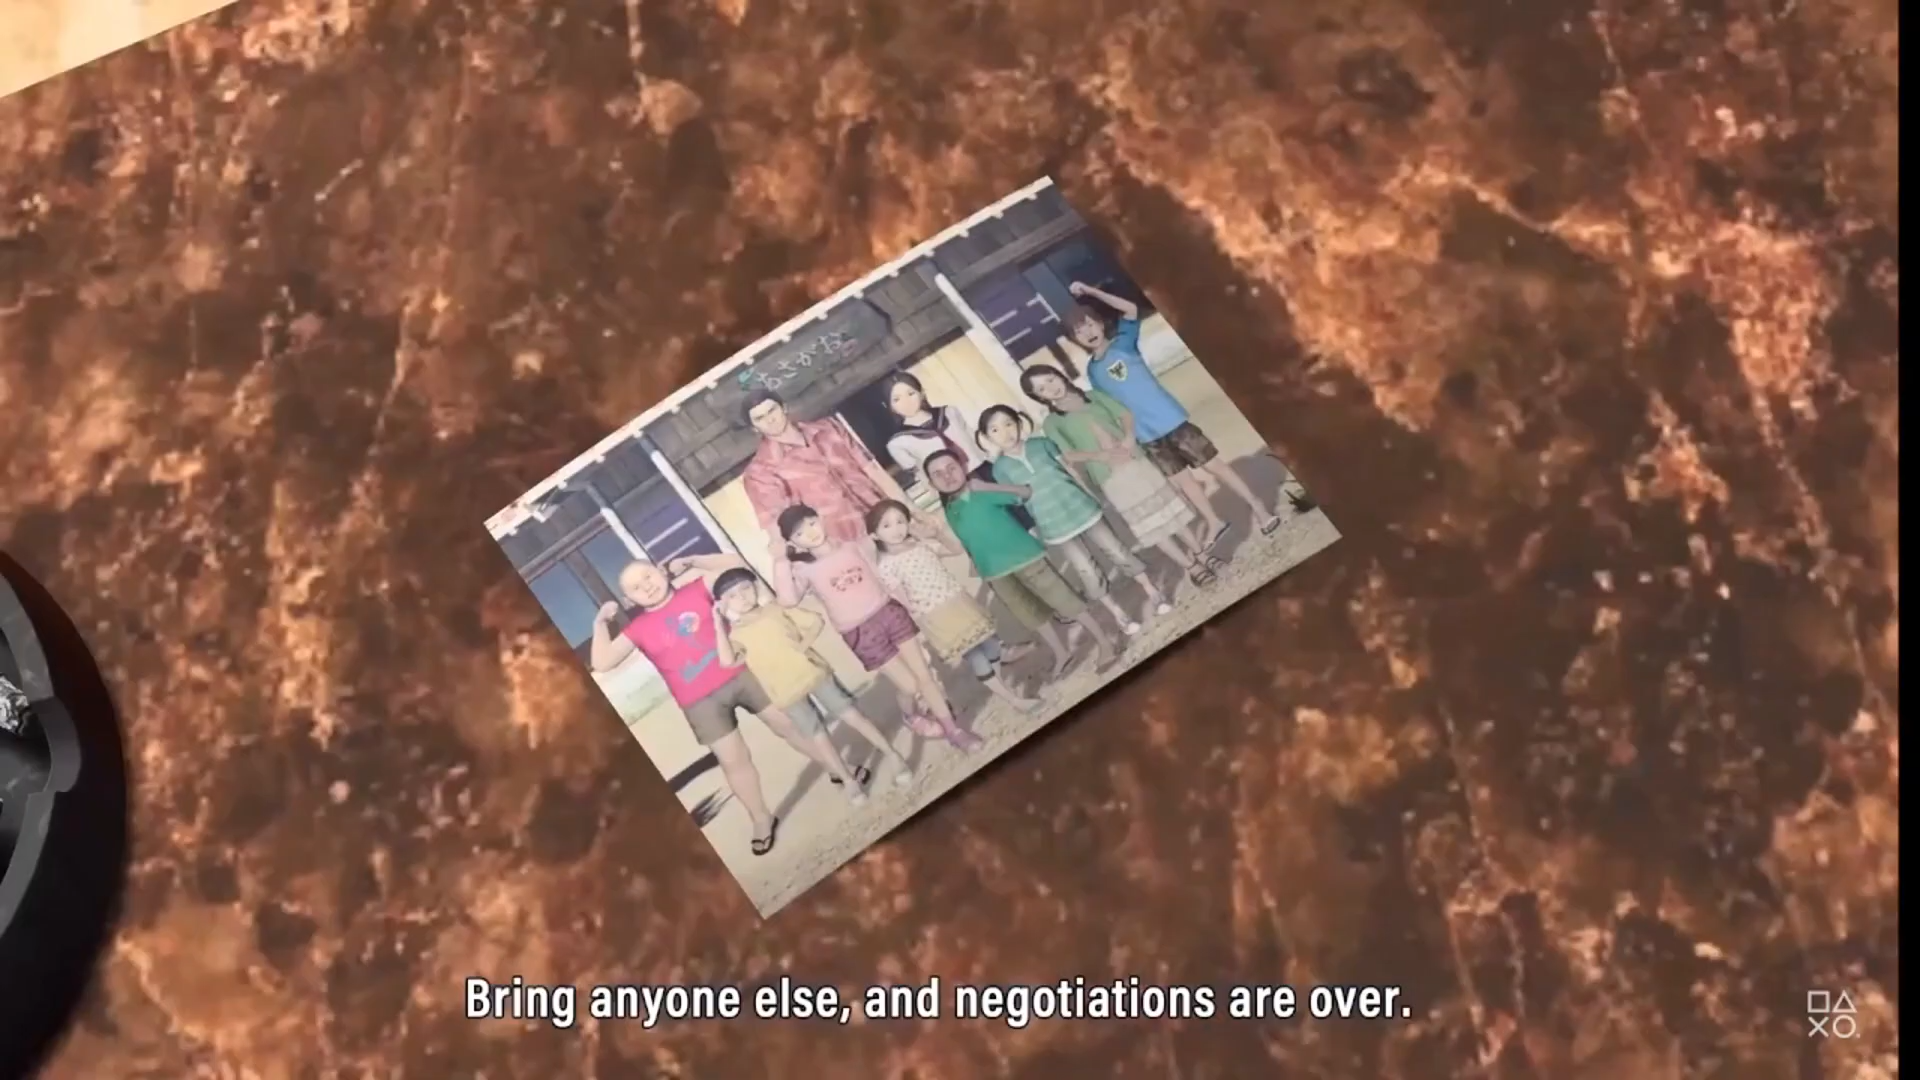 あさがお
Bring anyone else, and negotiations are over.